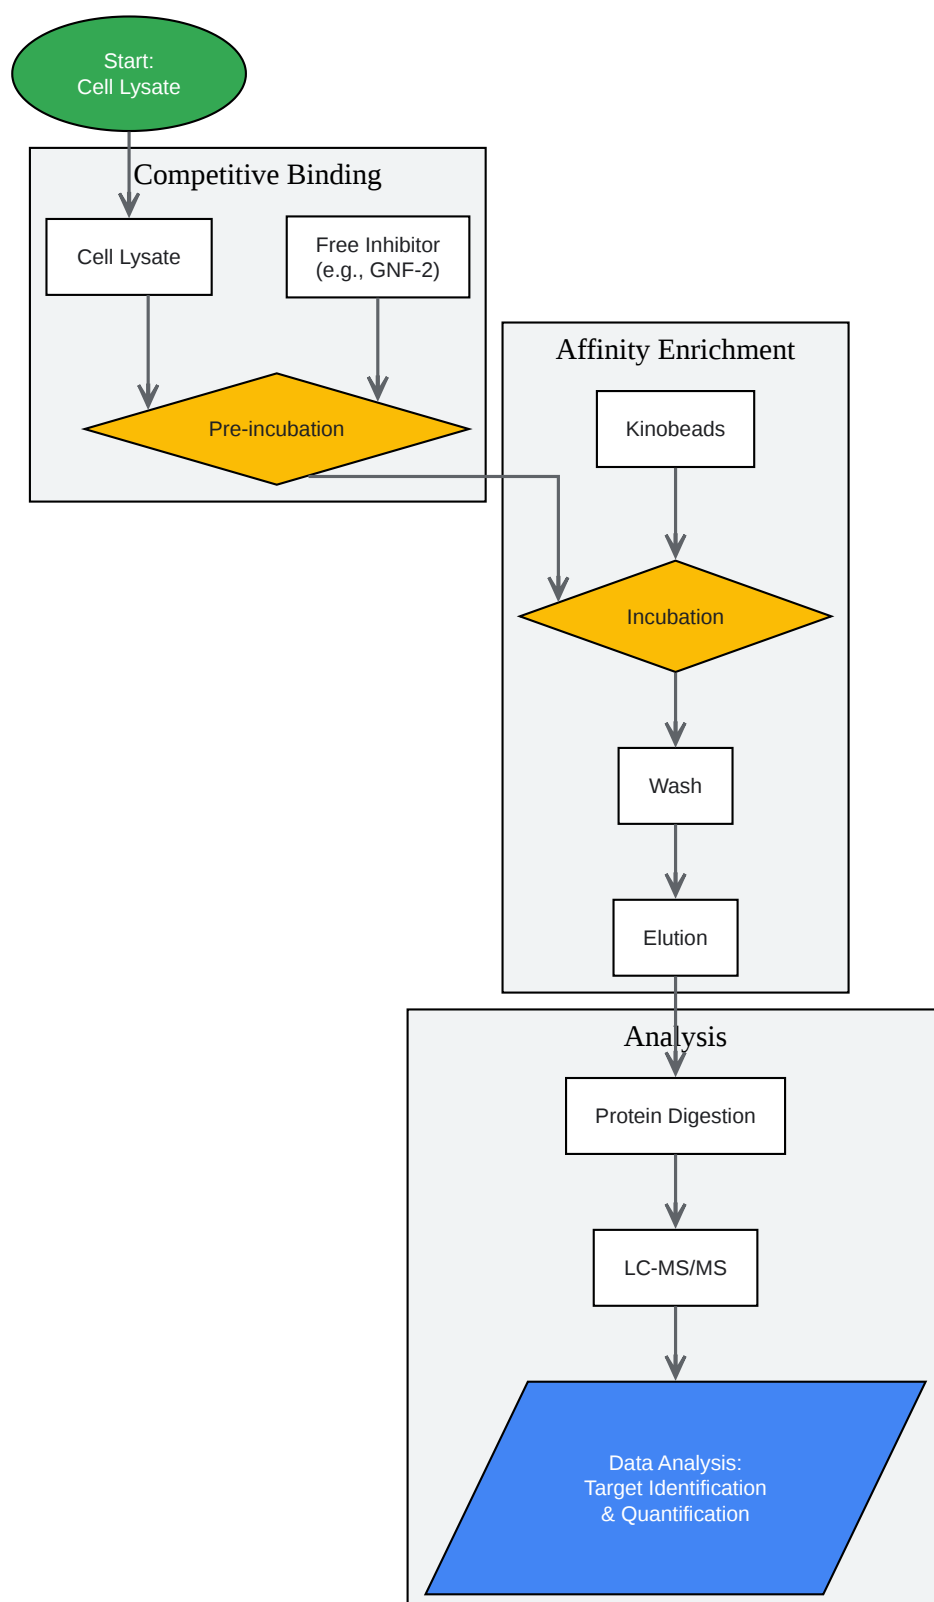 Start:
Cell Lysate
Competitive Binding
Cell Lysate
Free Inhibitor
(e.g., GNF-2)
Pre-incubation
Affinity Enrichment
Kinobeads
Incubation
Wash
Elution
Analysis
Protein Digestion
LC-MS/MS
Data Analysis:
Target Identification
& Quantification